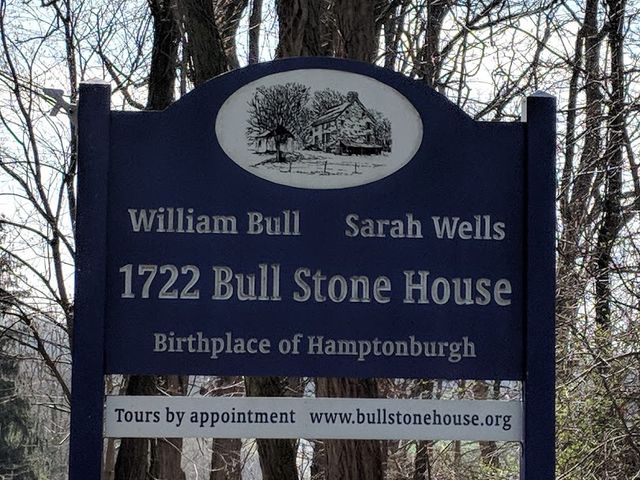 William Bull Sarah Wells
1722 Bull Stone House
Birthplace of Hamptonburgh
Tours by appointment www.bullstonehouse.org